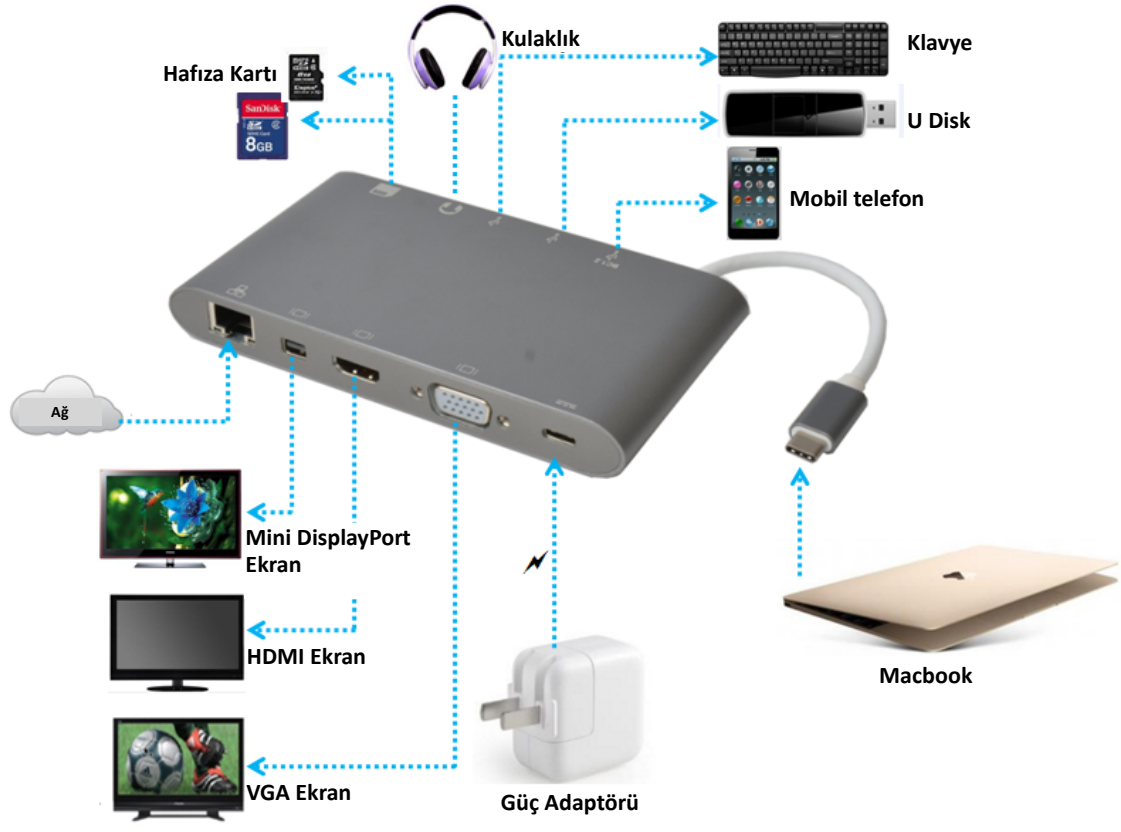 Kulaklık
Klavye
Hafıza Kartı
SanDisk
8GB
U Disk
Mobil telefon
Ağ
Mini DisplayPort
Ekran
HDMI Ekran
Macbook
VGA Ekran
Güç Adaptörü